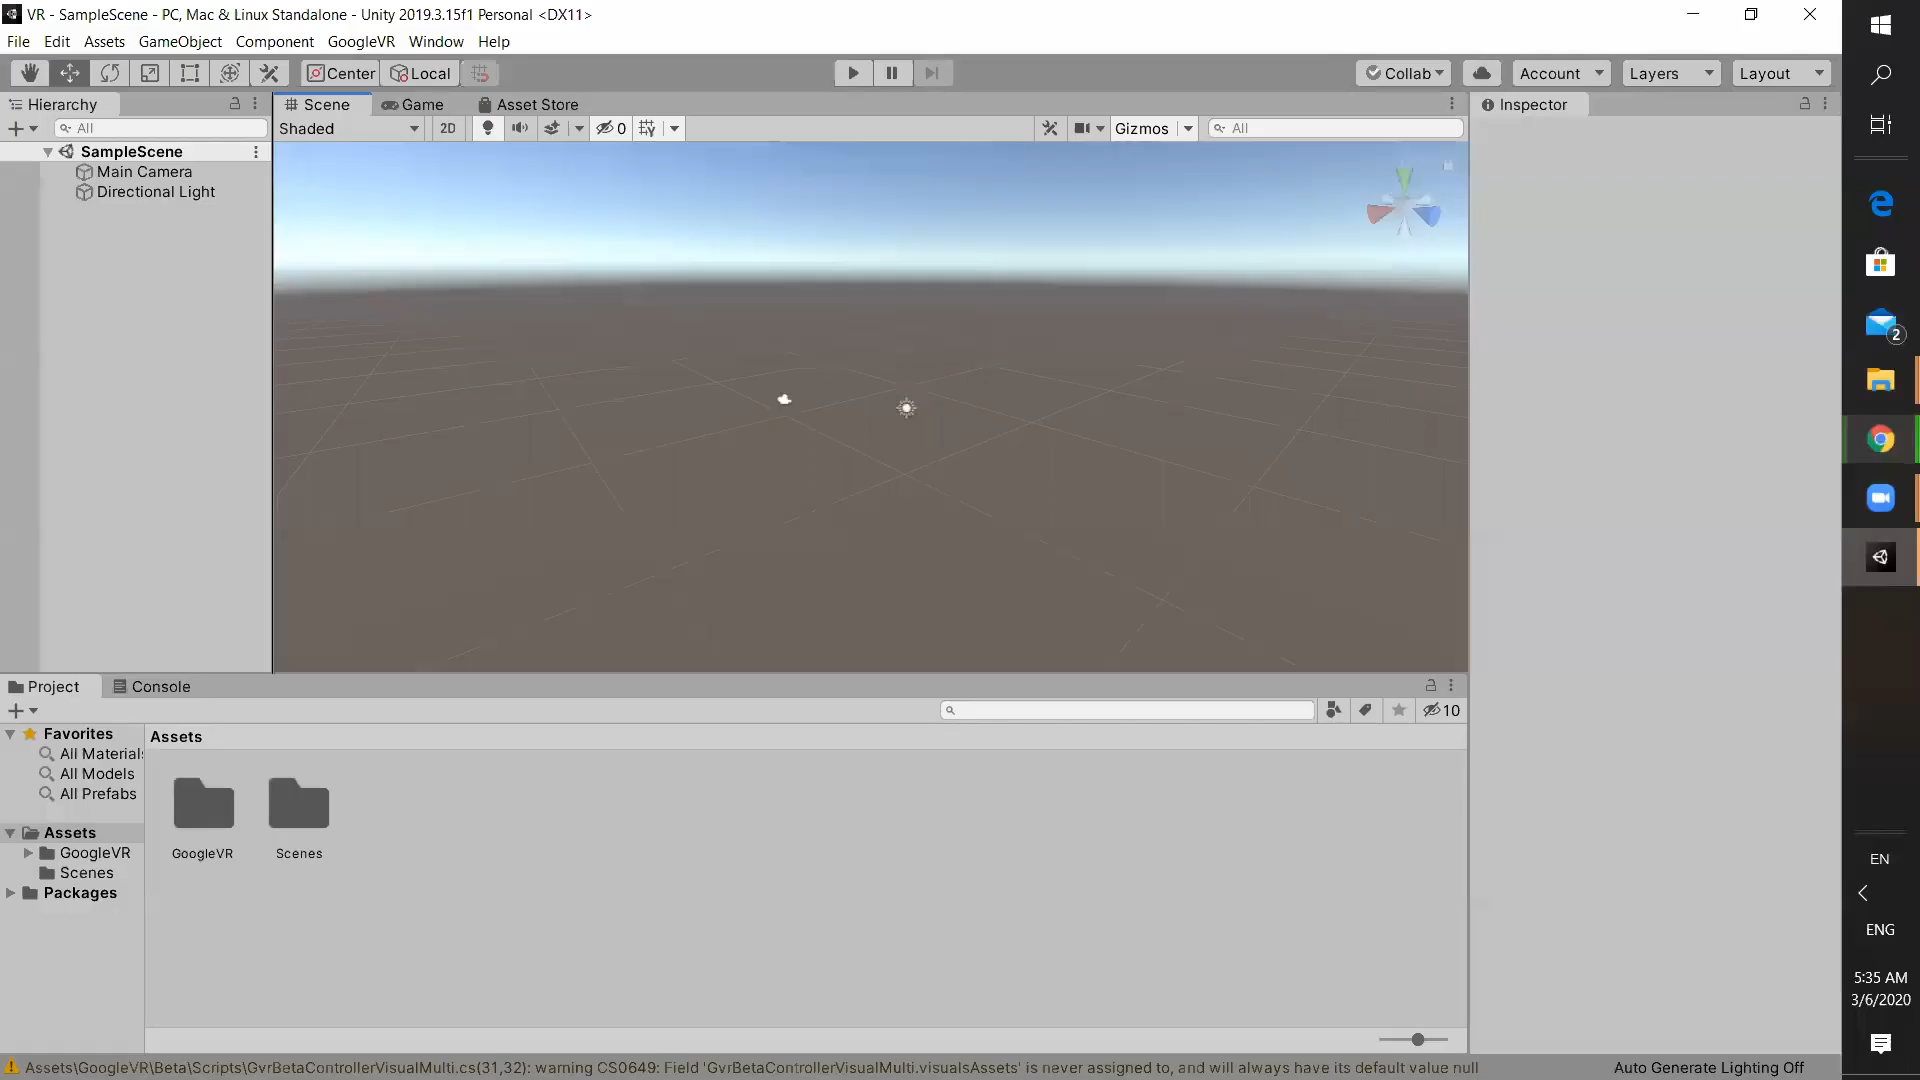 VR - SampleScene - PC, Mac & Linux Standalone - Unity 2019.3.15f1 Personal <DX11>
File Edit Assets GameObject Component GoogleVR Window Help
Center Local Collab Account Layers Layout
Hierarchy Scene Game Asset Store Inspector
All Shaded 2D 0 Gizmos All
SampleScene
Main Camera
Directional Light
2
Project Console
10
Favorites
All Materials
All Models
All Prefabs
Assets
GoogleVR
Scenes
Packages
Assets
GoogleVR Scenes
EN
ENG
5:35 AM
3/6/2020
Assets\GoogleVR\Beta\Scripts\GvrBetaControllerVisualMulti.cs(31,32): warning CS0649: Field 'GvrBetaControllerVisualMulti.visualsAssets' is never assigned to, and will always have its default value null
Auto Generate Lighting Off